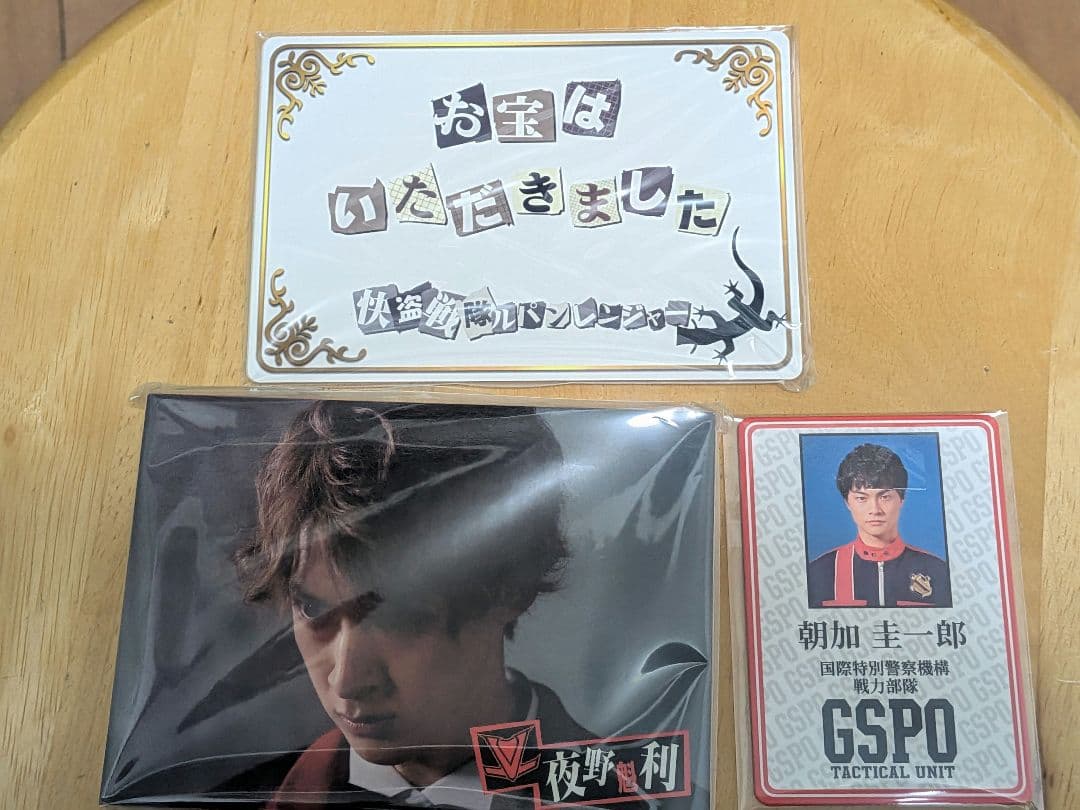 お宝は
いただきました
快盗戦隊ルパンレンジャー
夜野魁利
朝加 圭一郎
国際特別警察機構
戦力部隊
GSPO
TACTICAL UNIT